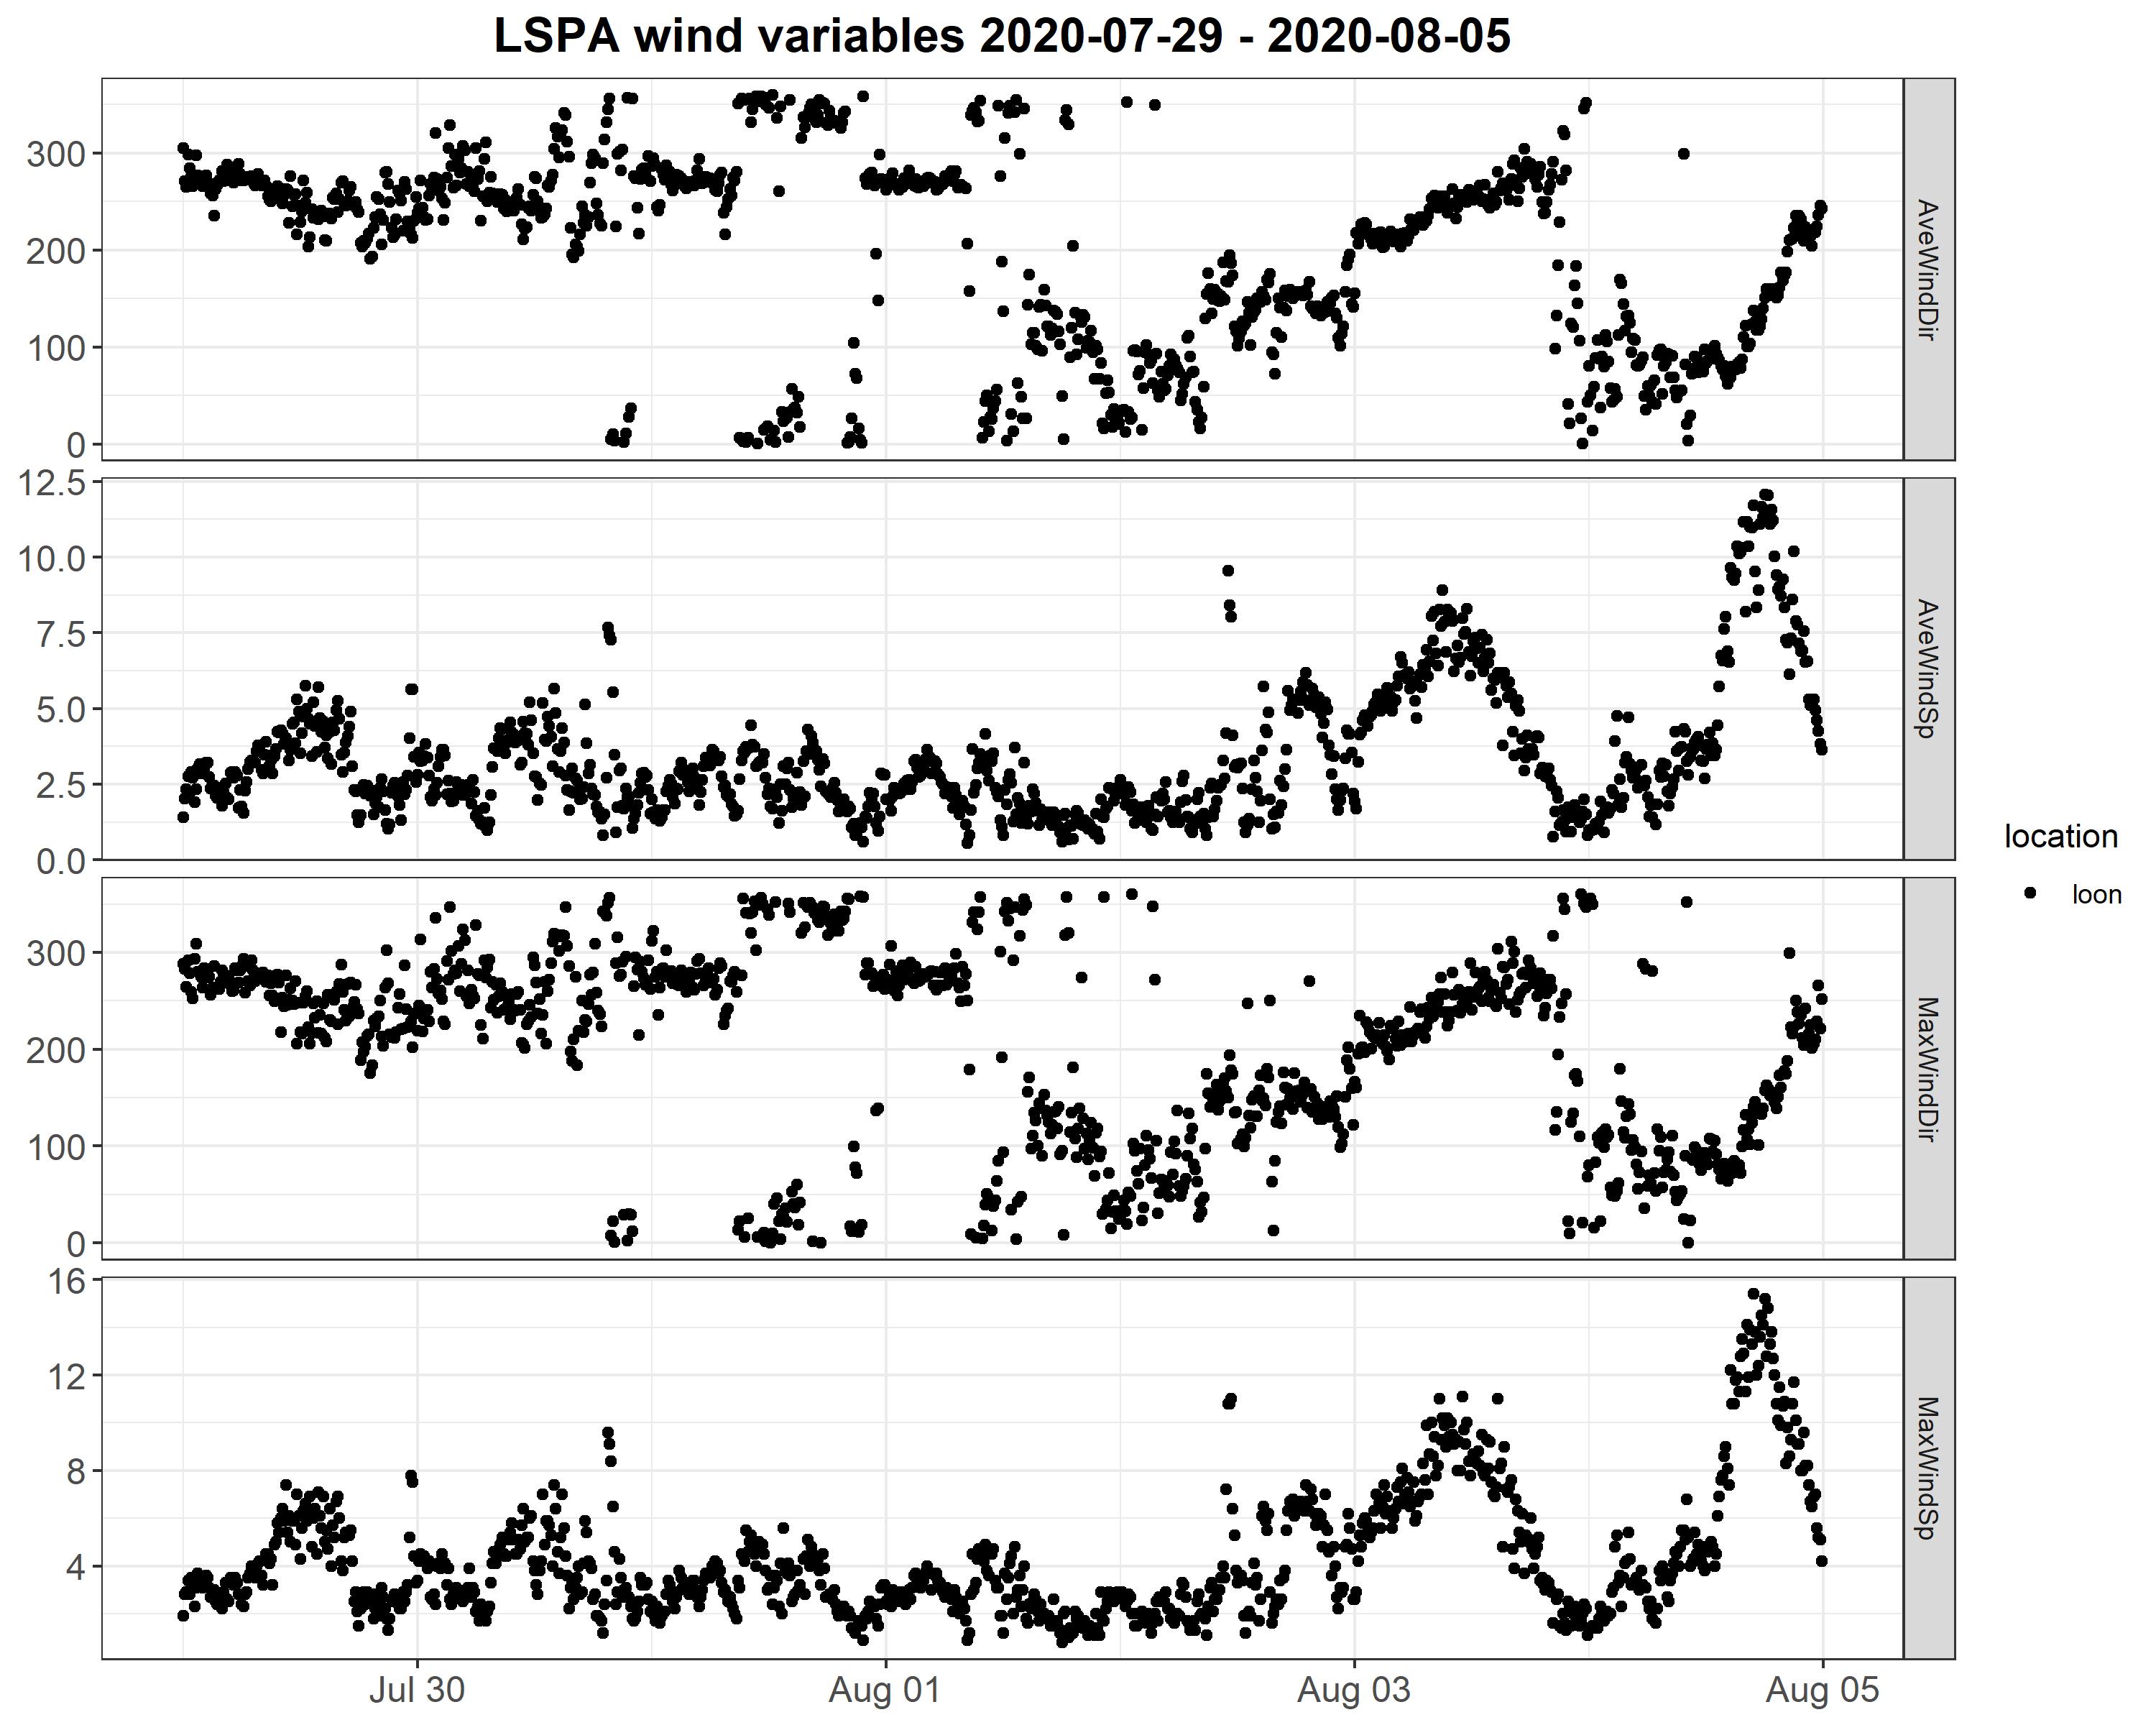 LSPA wind variables 2020-07-29 - 2020-08-05
300
200
100
0
AveWindDir
12.5
10.0
7.5
5.0
2.5
0.0
AveWindSp
location
loon
300
200
100
0
MaxWindDir
16
12
8
4
MaxWindSp
Jul 30 Aug 01 Aug 03 Aug 05